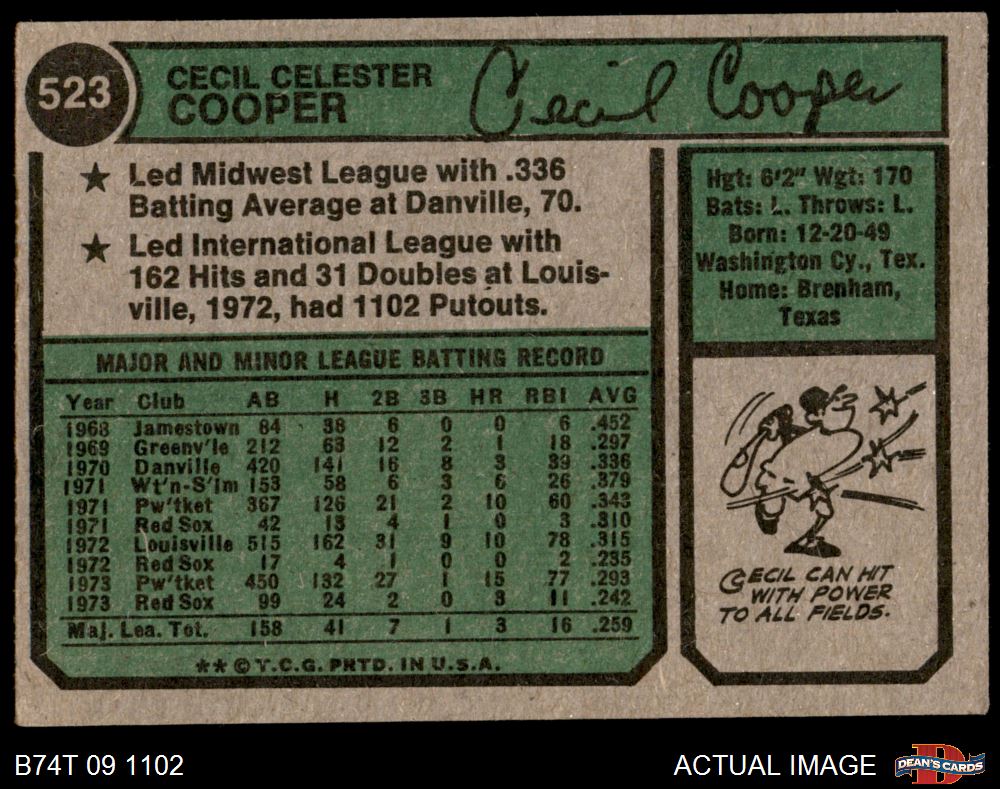 523
CECIL CELESTER
COOPER
Cecil Cooper
★ Led Midwest League with .336
Batting Average at Danville, 70.
★ Led International League with
162 Hits and 31 Doubles at Louis-
ville, 1972, had 1102 Putouts.
Hgt: 6'2" Wgt: 170
Bats: L. Throws: L.
Born: 12-20-49
Washington Cy., Tex.
Home: Brenham,
Texas
MAJOR AND MINOR LEAGUE BATTING RECORD
Year Club AB H 2B 3B HR RBI AVG
1968 Jamestown 84 38 6 0 0 6 .452
1969 Greenv'le 212 63 12 2 1 18 .297
1970 Danville 420 141 16 8 3 39 .336
1971 Wt'n-S'lm 153 58 6 3 6 26 .379
1971 Pw'tket 367 126 21 2 10 60 .343
1971 Red Sox 42 13 4 1 0 3 .310
1972 Louisville 515 162 31 9 10 78 .315
1972 Red Sox 17 4 1 0 0 2 .235
1973 Pw'tket 450 132 27 1 15 77 .293
1973 Red Sox 99 24 2 0 3 11 .242
Maj. Lea. Tot. 158 41 7 1 3 16 .259
**© T.C.G. PRTD. IN U.S.A.
CECIL CAN HIT
WITH POWER
TO ALL FIELDS.
B74T 09 1102
ACTUAL IMAGE
D
DEAN'S CARDS